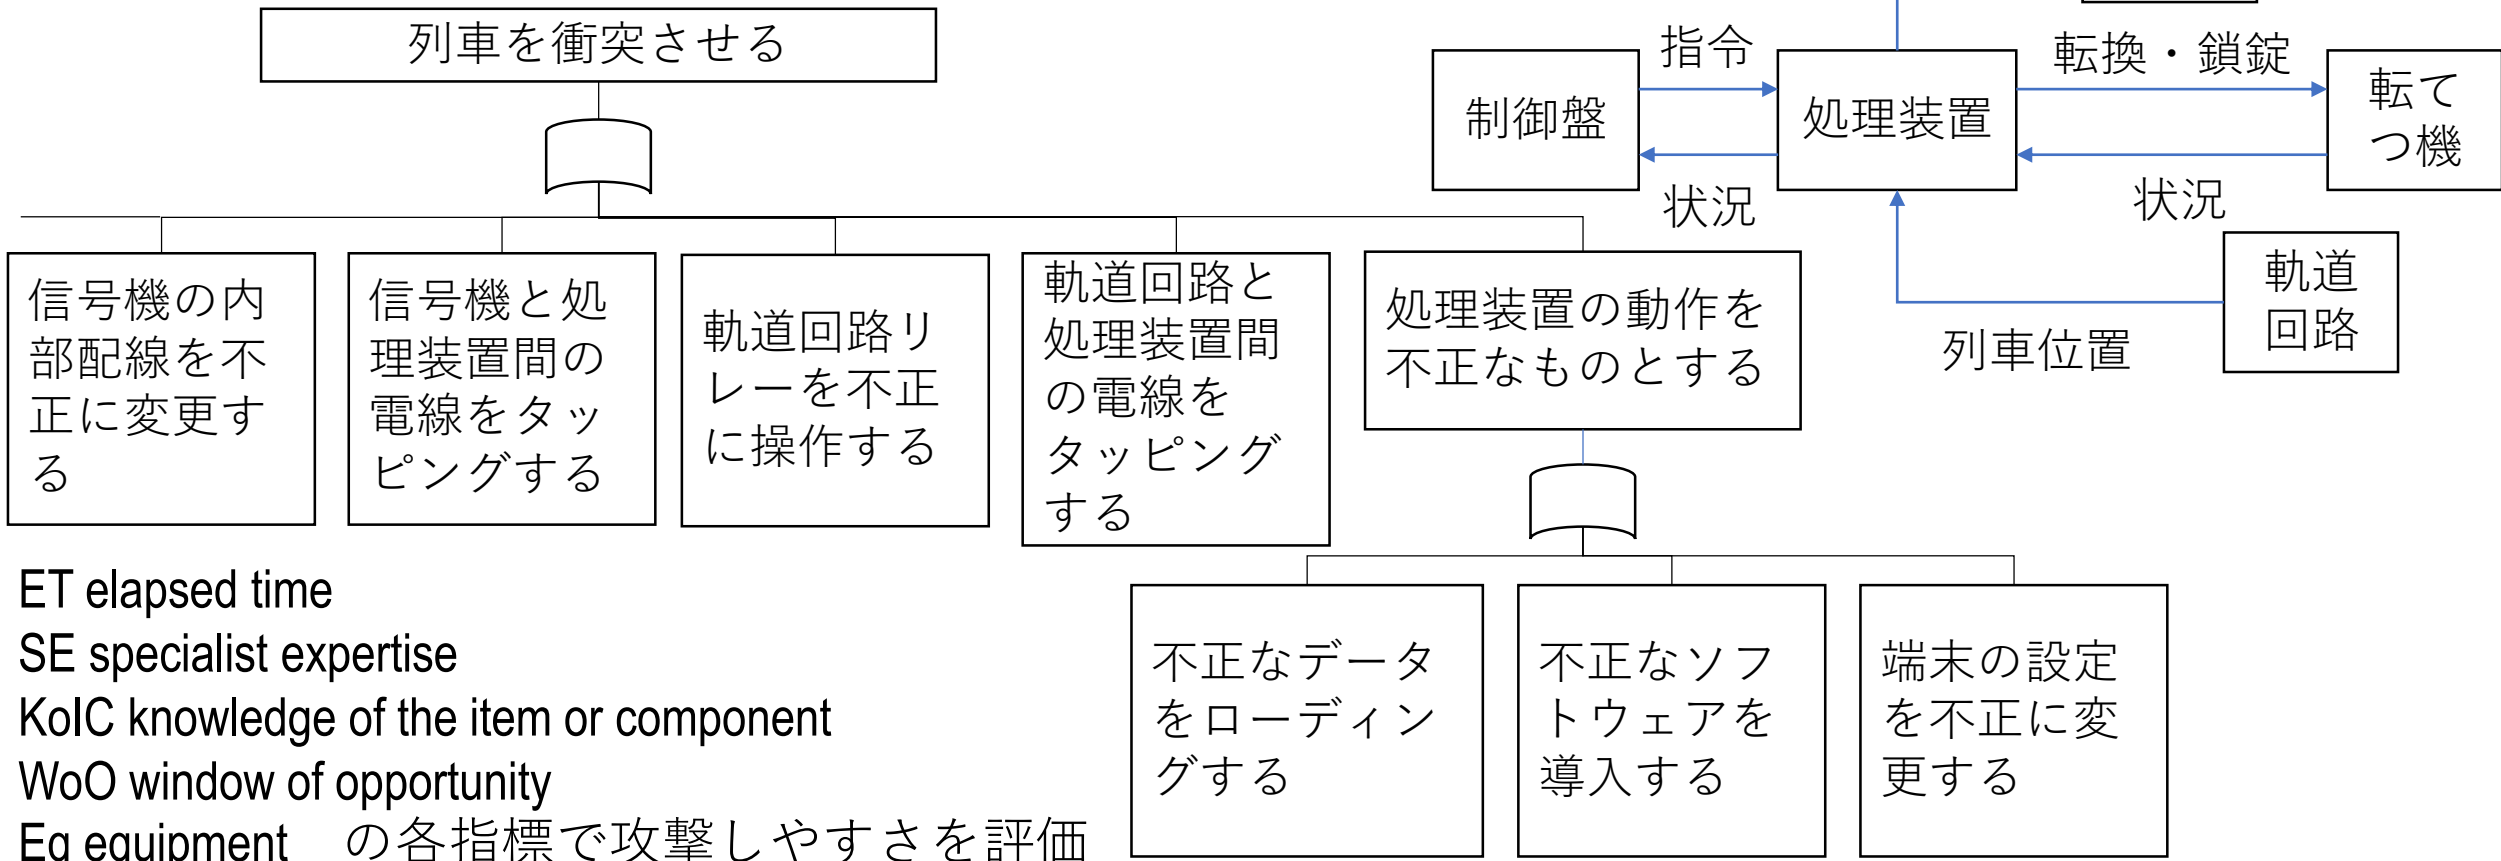 列車を衝突させる
指令
転換・鎖錠
制御盤
処理装置
転て
つ機
状況
状況
軌道
回路
列車位置
信号機の内
部配線を不
正に変更す
る
信号機と処
理装置間の
電線をタッ
ピングする
軌道回路リ
レーを不正
に操作する
軌道回路と
処理装置間
の電線を
タッピング
する
処理装置の動作を
不正なものとする
ET elapsed time
SE specialist expertise
KoIC knowledge of the item or component
WoO window of opportunity
Eq equipment の各指標で攻撃しやすさを評価
不正なデータ
をローディン
グする
不正なソフ
トウェアを
導入する
端末の設定
を不正に変
更する